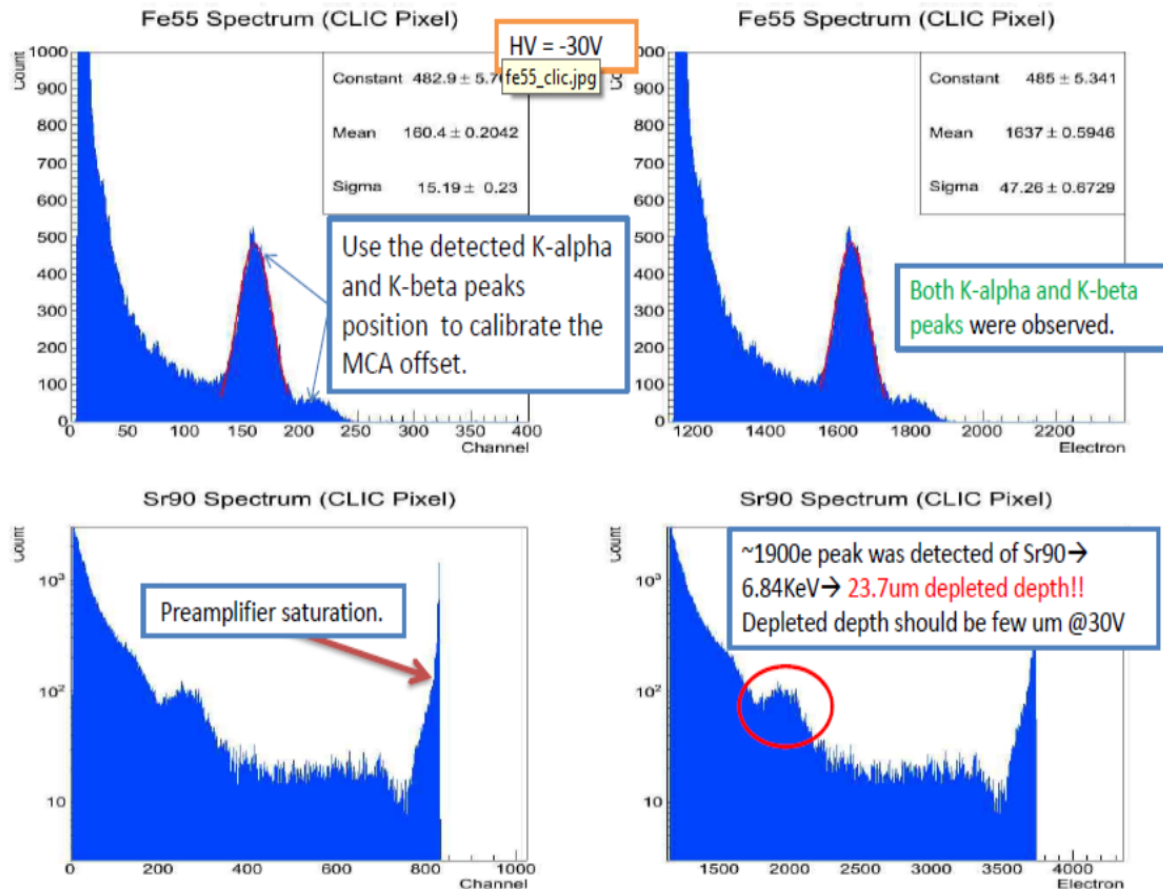 Fe55 Spectrum (CLIC Pixel)
Count
1000
900
800
700
600
500
400
300
200
100
0
Constant 482.9 ± 5.7
Mean 160.4 ± 0.2042
Sigma 15.19 ± 0.23
0 50 100 150 200 250 300 350 400
Channel
Use the detected K-alpha
and K-beta peaks
position to calibrate the
MCA offset.
HV = -30V
fe55_clic.jpg
Fe55 Spectrum (CLIC Pixel)
1000
900
800
700
600
500
400
300
200
100
0
Constant 485 ± 5.341
Mean 1637 ± 0.5946
Sigma 47.26 ± 0.6729
1200 1400 1600 1800 2000 2200
Electron
Both K-alpha and K-beta
peaks were observed.
Sr90 Spectrum (CLIC Pixel)
Count
10³
10²
10
0 200 400 600 800 1000
Channel
Preamplifier saturation.
Sr90 Spectrum (CLIC Pixel)
Count
10³
10²
10
1500 2000 2500 3000 3500 4000
Electron
~1900e peak was detected of Sr90→
6.84KeV→ 23.7um depleted depth!!
Depleted depth should be few um @30V